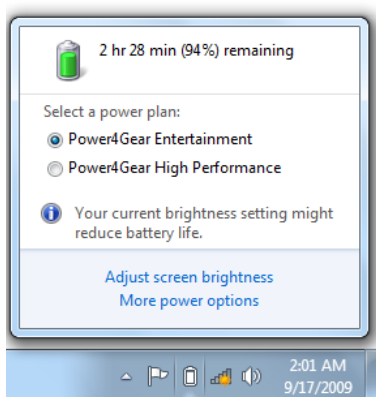 2 hr 28 min (94%) remaining
Select a power plan:
Power4Gear Entertainment
Power4Gear High Performance
Your current brightness setting might
reduce battery life.
Adjust screen brightness
More power options
2:01 AM
9/17/2009